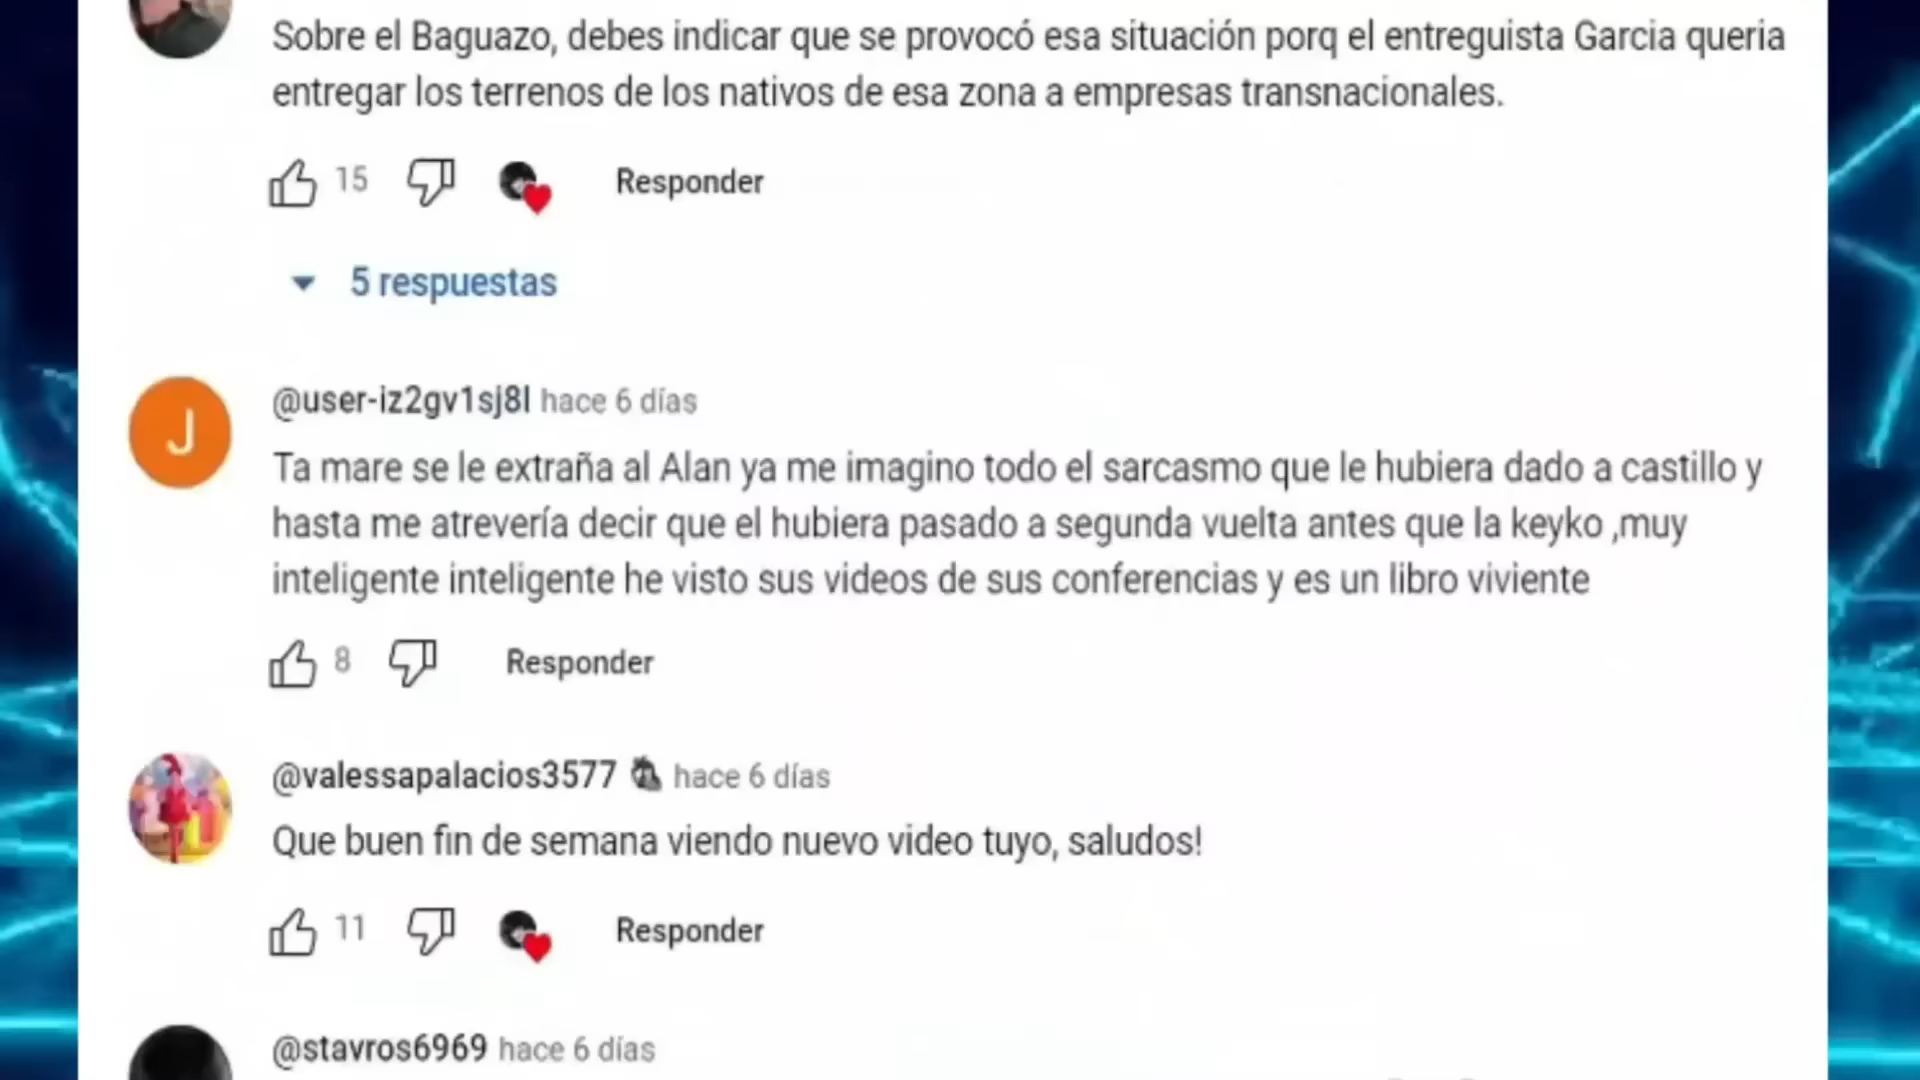 Sobre el Baguazo, debes indicar que se provocó esa situación porq el entreguista Garcia queria
entregar los terrenos de los nativos de esa zona a empresas transnacionales.
15 Responder
5 respuestas
J
@user-iz2gv1sj8l hace 6 días
Ta mare se le extraña al Alan ya me imagino todo el sarcasmo que le hubiera dado a castillo y
hasta me atrevería decir que el hubiera pasado a segunda vuelta antes que la keyko ,muy
inteligente inteligente he visto sus videos de sus conferencias y es un libro viviente
8 Responder
@valessapalacios3577 hace 6 días
Que buen fin de semana viendo nuevo video tuyo, saludos!
11 Responder
@stavros6969 hace 6 días